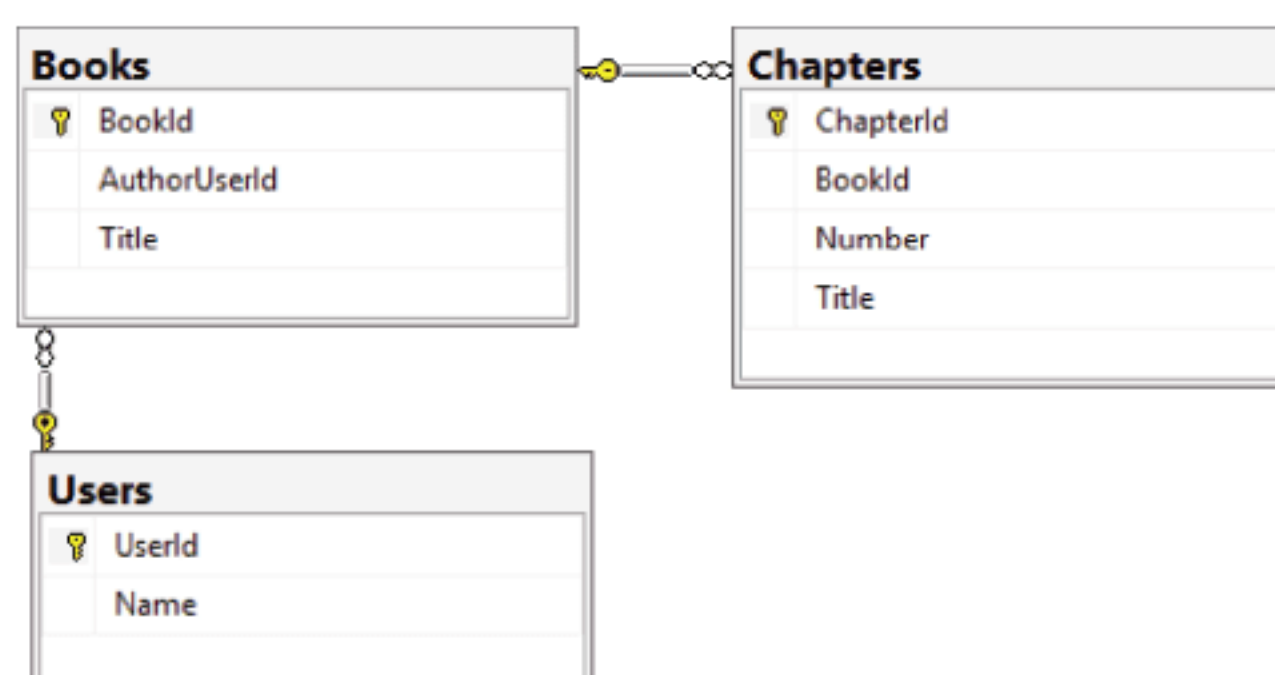 Books
BookId
AuthorUserId
Title
Chapters
ChapterId
BookId
Number
Title
Users
UserId
Name